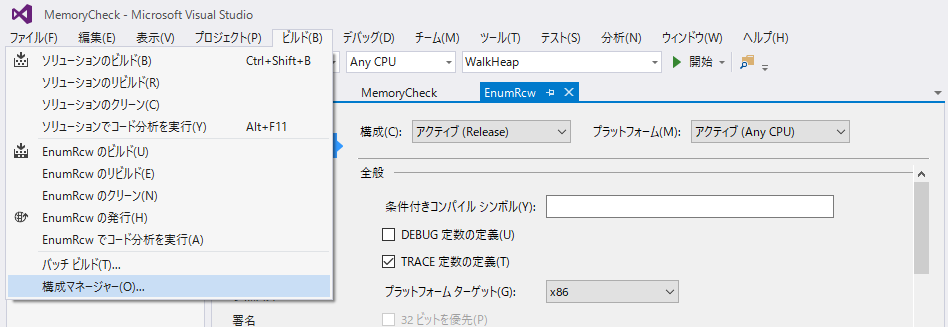 MemoryCheck - Microsoft Visual Studio
ファイル(F) 編集(E) 表示(V) プロジェクト(P) ビルド(B) デバッグ(D) チーム(M) ツール(T) テスト(S) 分析(N) ウィンドウ(W) ヘルプ(H)
Any CPU WalkHeap 開始
ソリューションのビルド(B) Ctrl+Shift+B
ソリューションのリビルド(R)
ソリューションのクリーン(C)
ソリューションでコード分析を実行(Y) Alt+F11
EnumRcw のビルド(U)
EnumRcw のリビルド(E)
EnumRcw のクリーン(N)
EnumRcw の発行(H)
EnumRcw でコード分析を実行(A)
バッチ ビルド(T)...
構成マネージャー(O)...
MemoryCheck EnumRcw
構成(C): アクティブ (Release) プラットフォーム(M): アクティブ (Any CPU)
全般
条件付きコンパイル シンボル(Y):
DEBUG 定数の定義(U)
TRACE 定数の定義(T)
プラットフォーム ターゲット(G): x86
署名 32 ビットを優先(P)